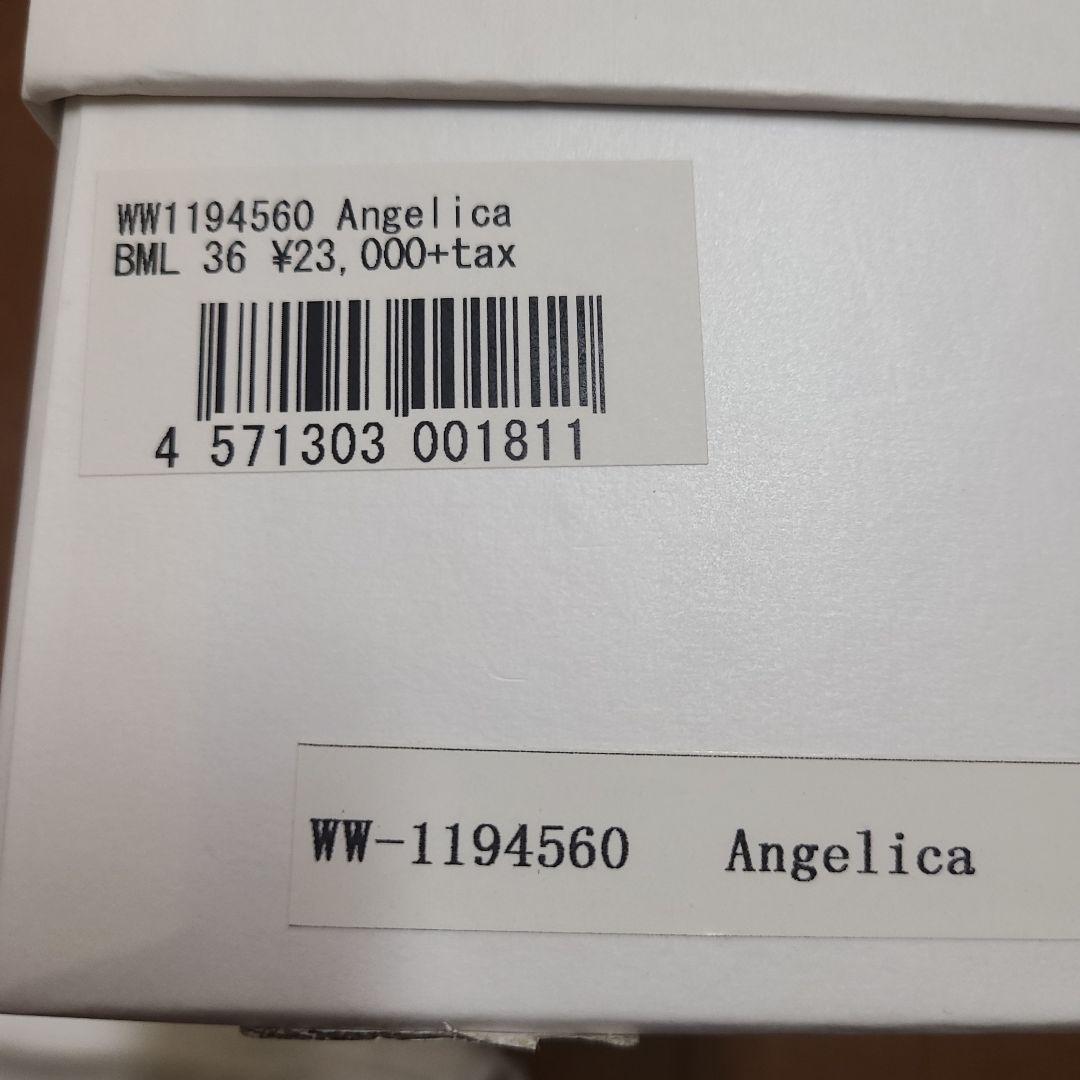 WW1194560 Angelica
BML 36 ¥23,000+tax
4 571303 001811
WW-1194560 Angelica